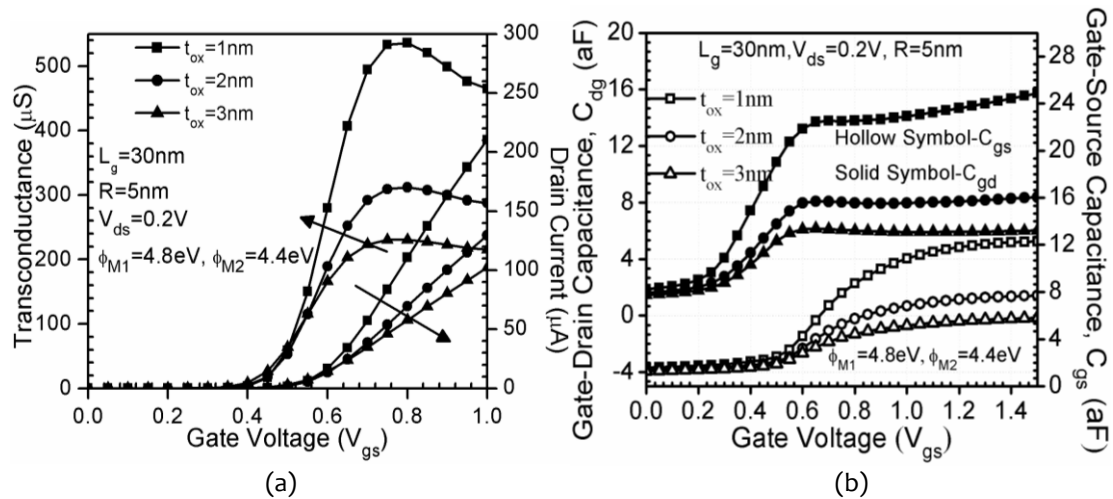 (a)
Transconductance (μS)
500
400
300
200
100
0
t_ox=1nm
t_ox=2nm
t_ox=3nm
L_g=30nm
R=5nm
V_ds=0.2V
ϕ_M1=4.8eV, ϕ_M2=4.4eV
300
250
200
150
100
50
0
Drain Current (μA)
0.0 0.2 0.4 0.6 0.8 1.0
Gate Voltage (V_gs)
(a)
(b)
Gate-Drain Capacitance, C_dg (aF)
20
16
12
8
4
0
-4
L_g=30nm,V_ds=0.2V, R=5nm
t_ox=1nm
t_ox=2nm
t_ox=3nm
Hollow Symbol-C_gs
Solid Symbol-C_gd
ϕ_M1=4.8eV, ϕ_M2=4.4eV
28
24
20
16
12
8
4
0
Gate-Source Capacitance, C_gs (aF)
0.0 0.2 0.4 0.6 0.8 1.0 1.2 1.4
Gate Voltage (V_gs)
(b)